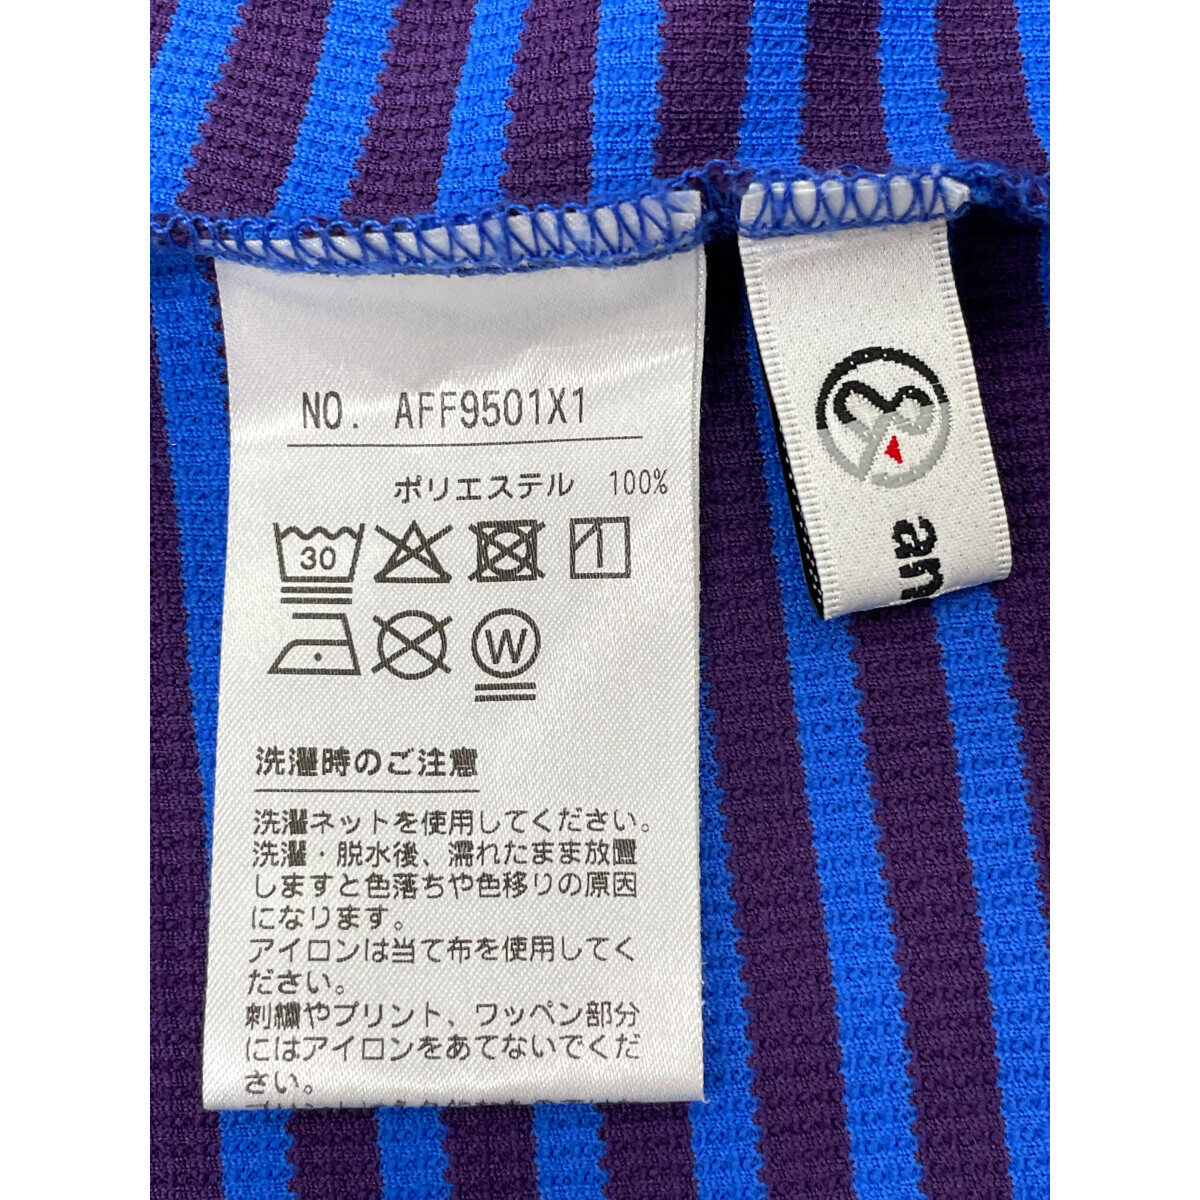 NO. AFF9501X1
ポリエステル 100%
30
W
洗濯時のご注意
洗濯ネットを使用してください。
洗濯・脱水後、濡れたまま放置
しますと色落ちや色移りの原因
になります。
アイロンは当て布を使用してく
ださい。
刺繍やプリント、ワッペン部分
にはアイロンをあてないでくだ
さい。
an